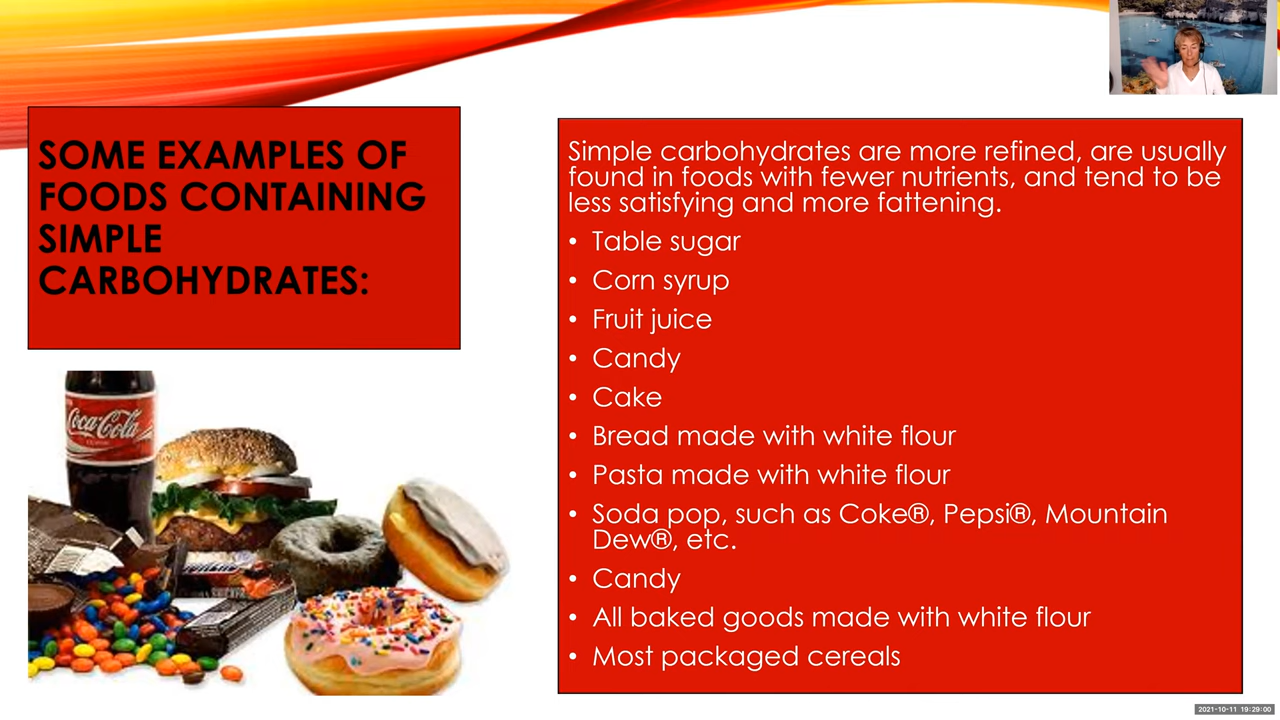 SOME EXAMPLES OF
FOODS CONTAINING
SIMPLE
CARBOHYDRATES:
Simple carbohydrates are more refined, are usually
found in foods with fewer nutrients, and tend to be
less satisfying and more fattening.
• Table sugar
• Corn syrup
• Fruit juice
• Candy
• Cake
• Bread made with white flour
• Pasta made with white flour
• Soda pop, such as Coke®, Pepsi®, Mountain
Dew®, etc.
• Candy
• All baked goods made with white flour
• Most packaged cereals
Coca-Cola
2021-10-11 19:29:00